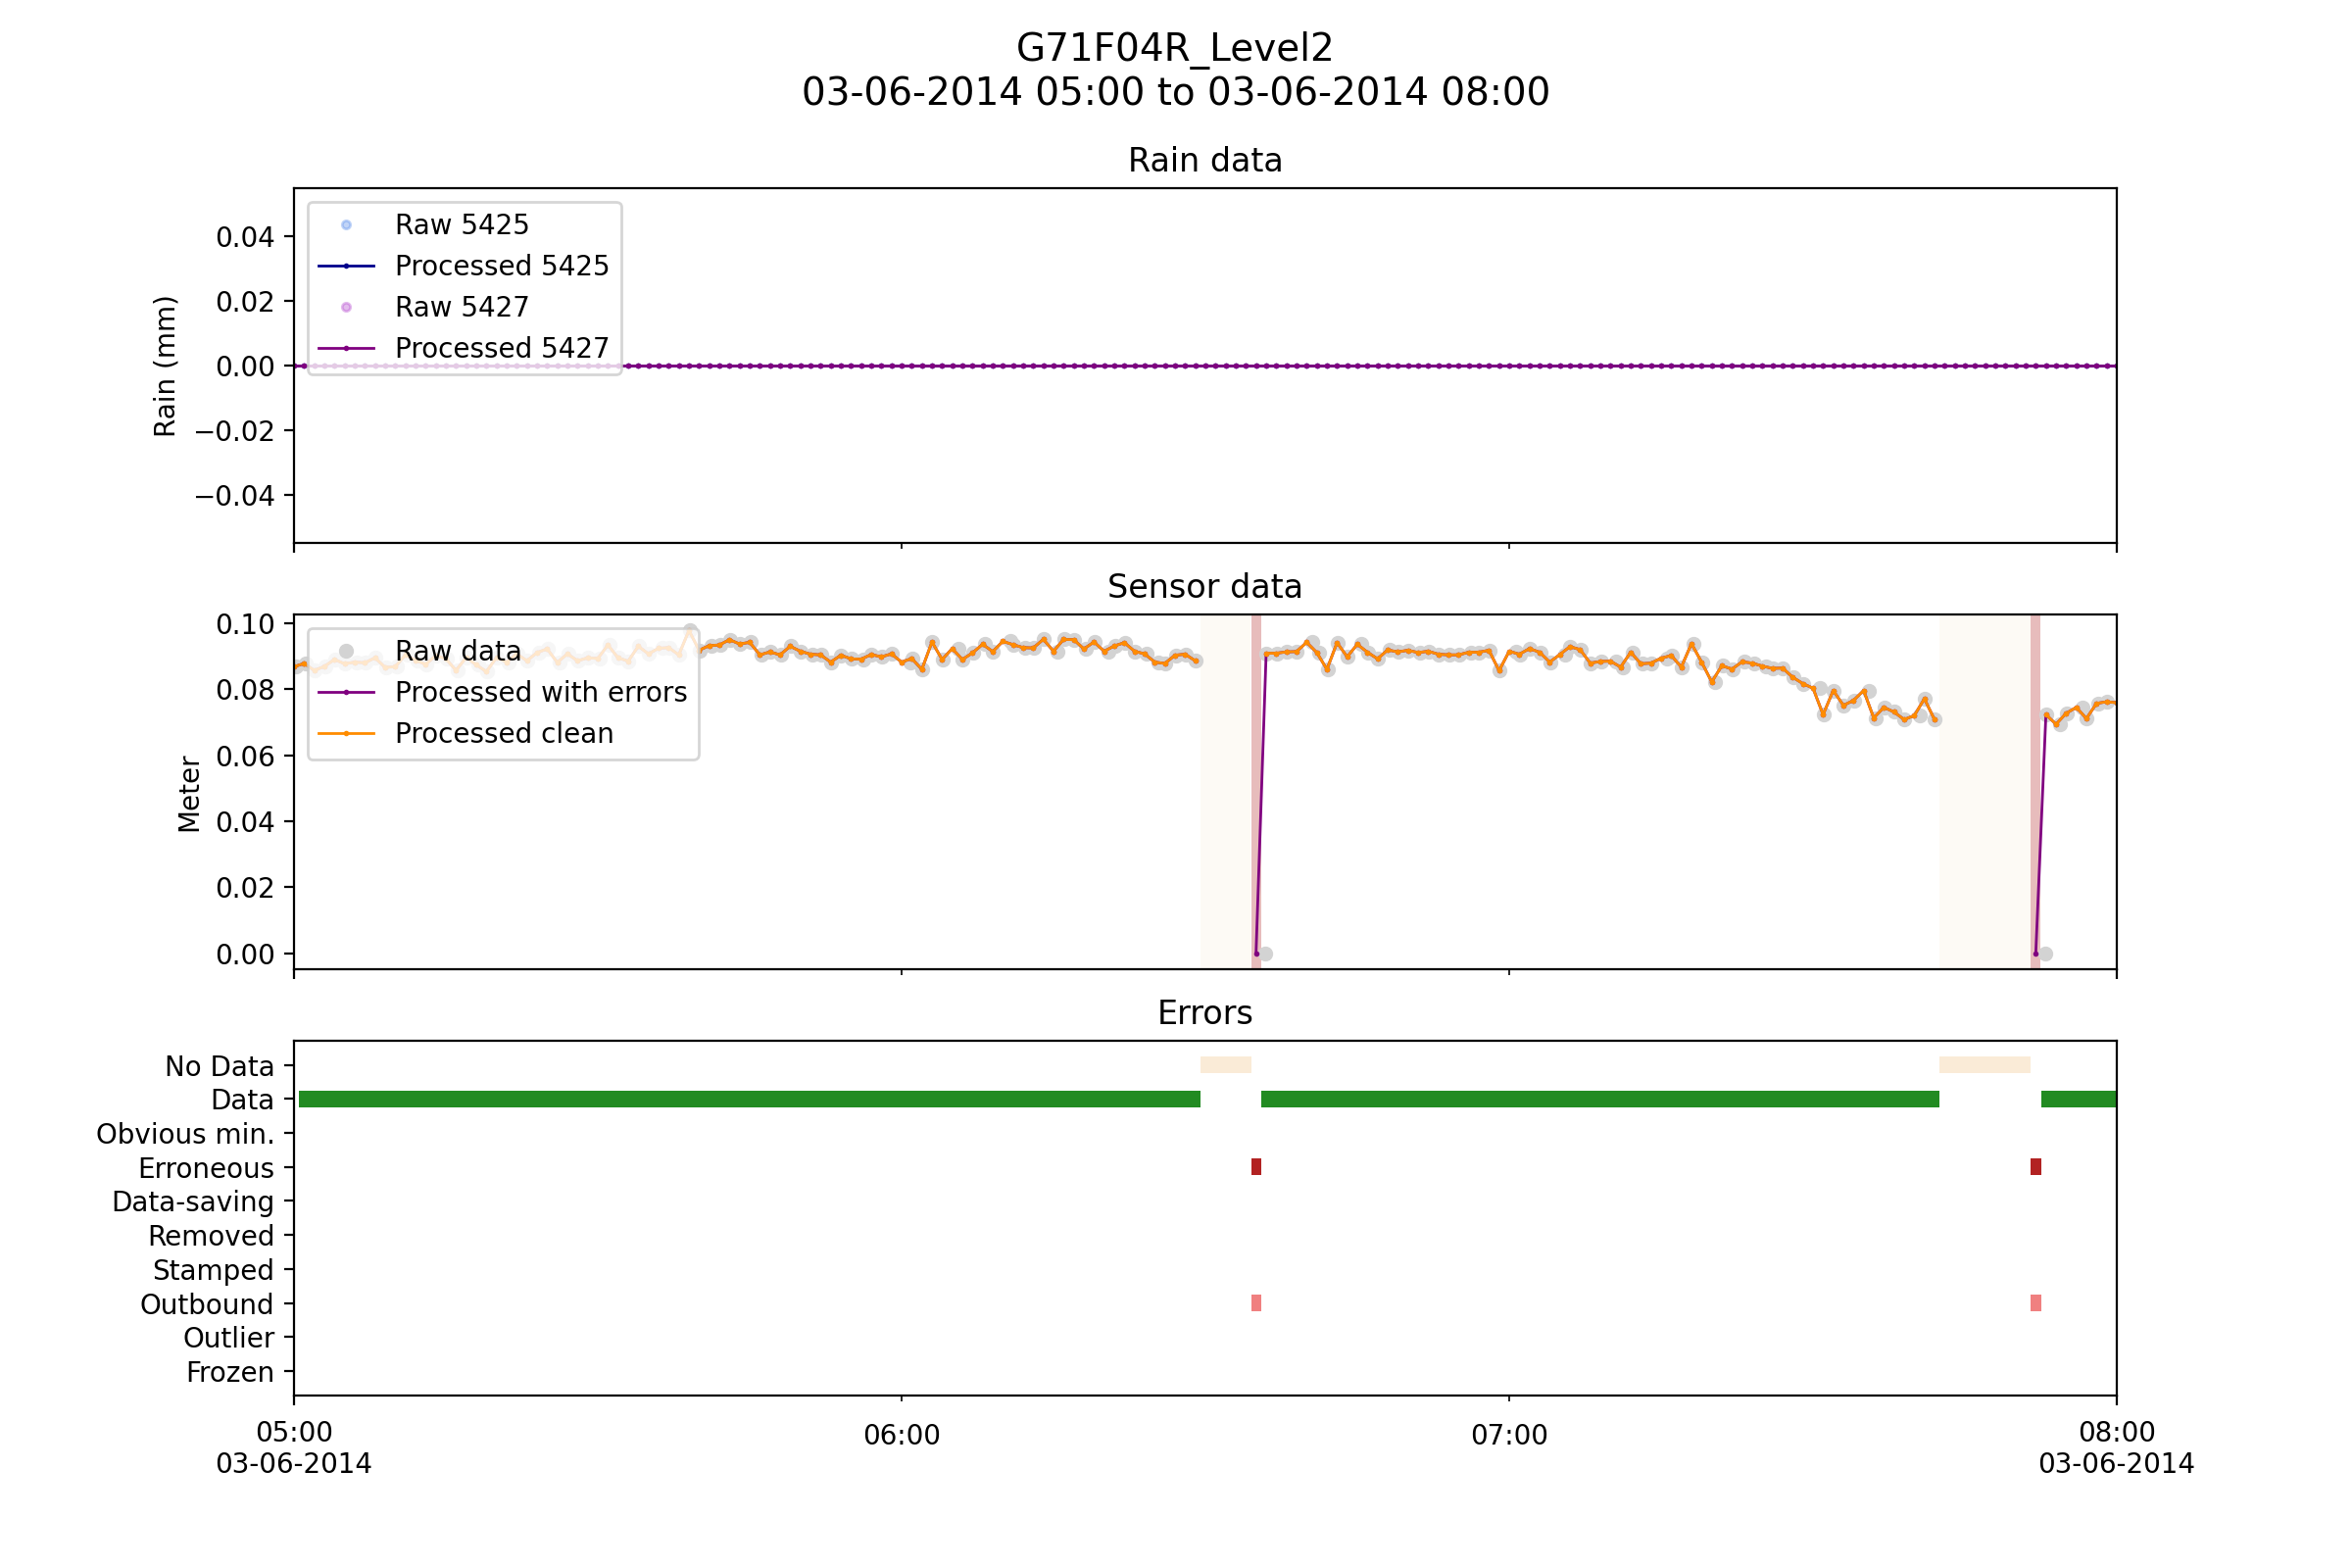 G71F04R_Level2
03-06-2014 05:00 to 03-06-2014 08:00
Rain data
Rain (mm)
0.04
0.02
0.00
−0.02
−0.04
Raw 5425
Processed 5425
Raw 5427
Processed 5427
Sensor data
Meter
0.10
0.08
0.06
0.04
0.02
0.00
Raw data
Processed with errors
Processed clean
Errors
No Data
Data
Obvious min.
Erroneous
Data-saving
Removed
Stamped
Outbound
Outlier
Frozen
05:00 06:00 07:00 08:00
03-06-2014 03-06-2014